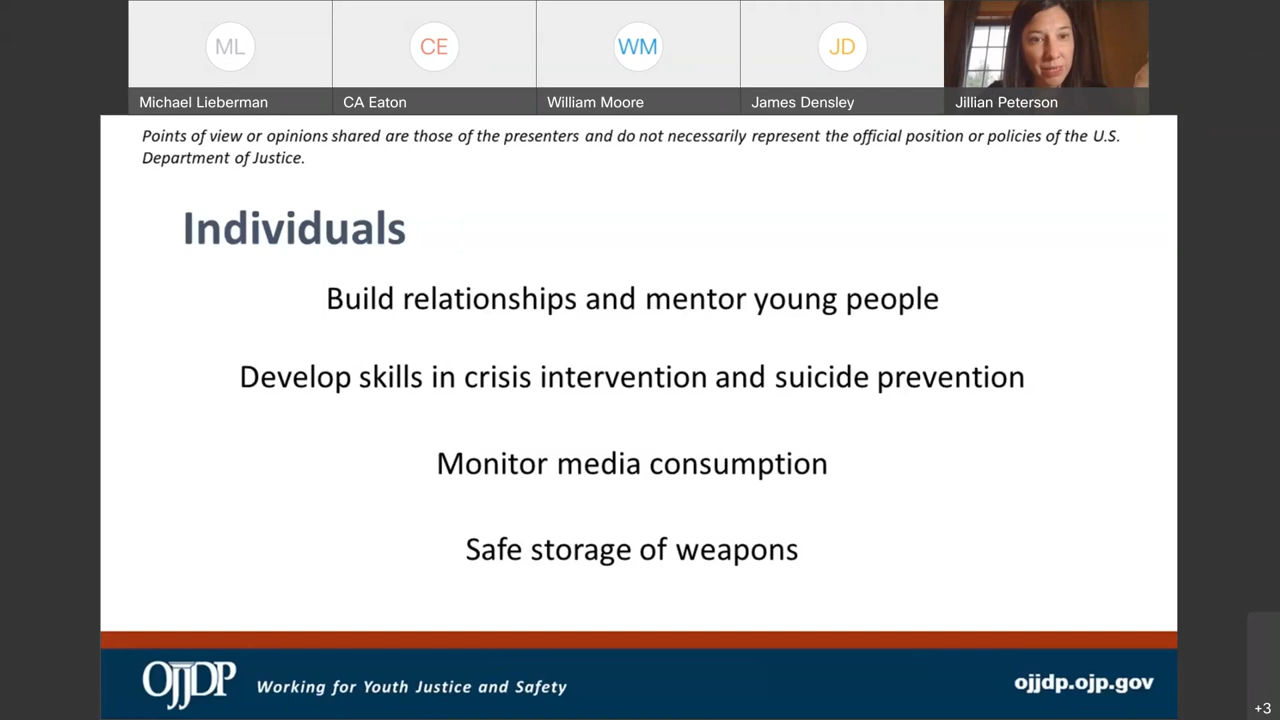 ML
CE
WM
JD
Michael Lieberman
CA Eaton
William Moore
James Densley
Jillian Peterson
Points of view or opinions shared are those of the presenters and do not necessarily represent the official position or policies of the U.S.
Department of Justice.
Individuals
Build relationships and mentor young people
Develop skills in crisis intervention and suicide prevention
Monitor media consumption
Safe storage of weapons
OJJDP
Working for Youth Justice and Safety
ojjdp.ojp.gov
+3